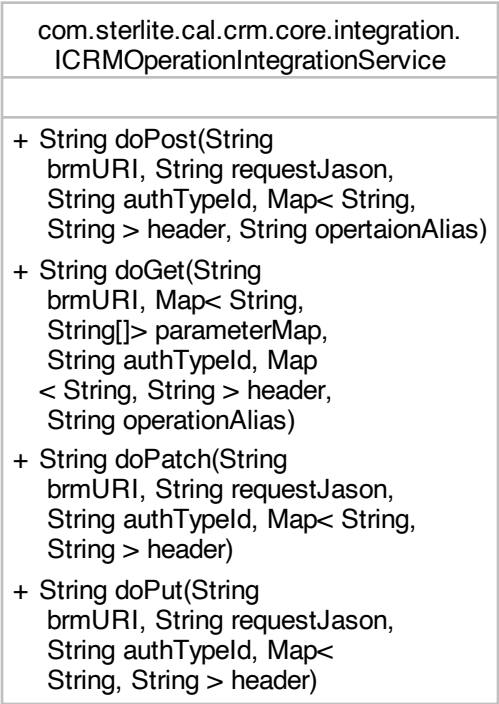 com.sterlite.cal.crm.core.integration.
ICRMOperationIntegrationService
+ String doPost(String
brmURI, String requestJason,
String authTypeId, Map< String,
String > header, String opertaionAlias)
+ String doGet(String
brmURI, Map< String,
String[]> parameterMap,
String authTypeId, Map
< String, String > header,
String operationAlias)
+ String doPatch(String
brmURI, String requestJason,
String authTypeId, Map< String,
String > header)
+ String doPut(String
brmURI, String requestJason,
String authTypeId, Map<
String, String > header)